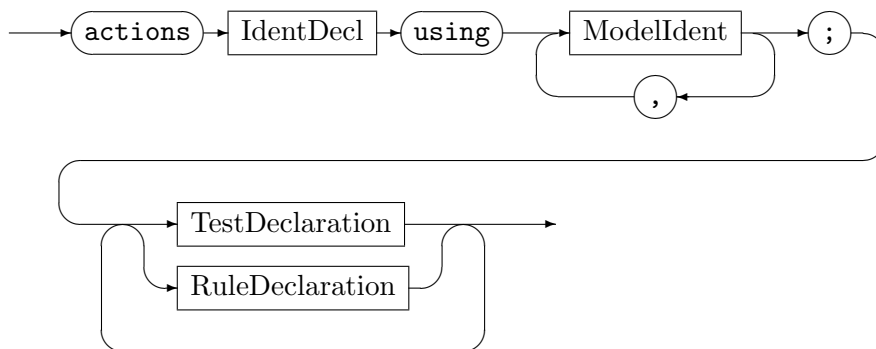 actions IdentDecl using ModelIdent ;
,
TestDeclaration
RuleDeclaration